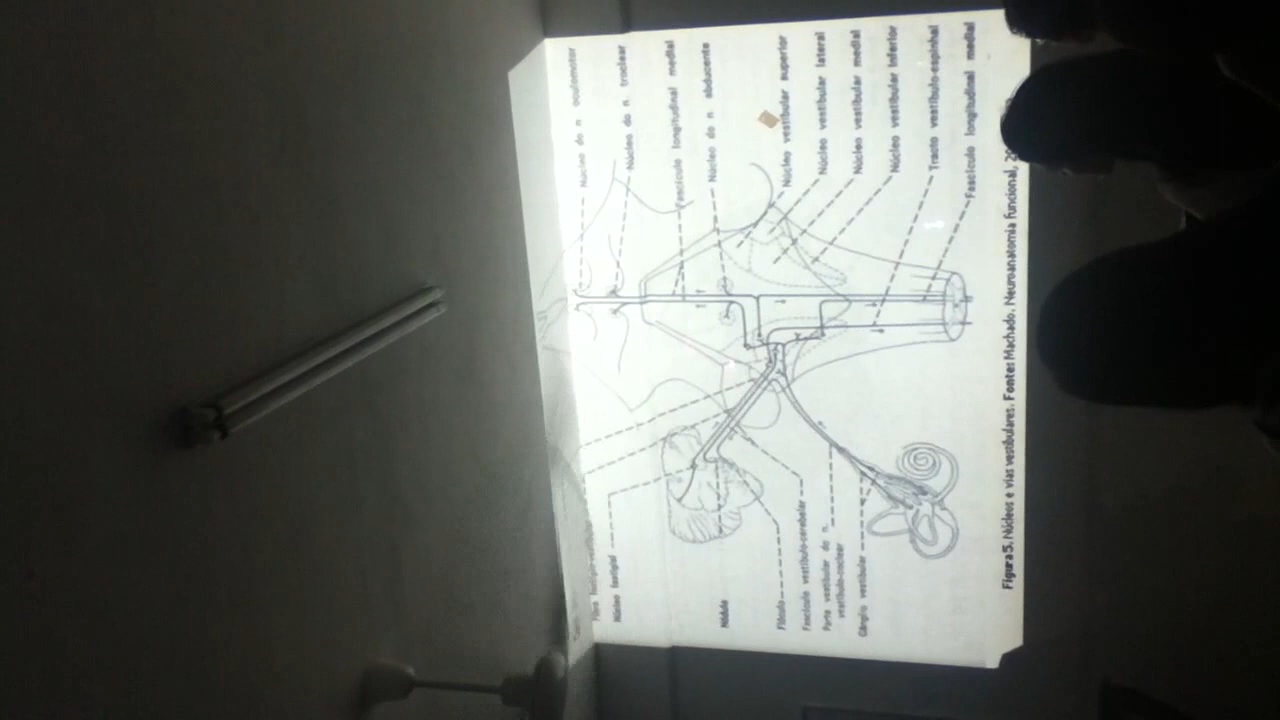 Núcleo do n oculomotor
Núcleo do n troclear
Fascículo longitudinal medial
Núcleo do n abducente
Núcleo vestibular superior
Núcleo vestibular lateral
Núcleo vestibular medial
Núcleo vestibular inferior
Tracto vestíbulo-espinhal
Fascículo longitudinal medial
Núcleo fastigial
Nódulo
Flóculo
Fascículo vestíbulo-cerebelar
Parte vestibular do n.
vestíbulo-coclear
Gânglio vestibular
Figura 5. Núcleos e vias vestibulares. Fonte: Machado. Neuroanatomia Funcional,